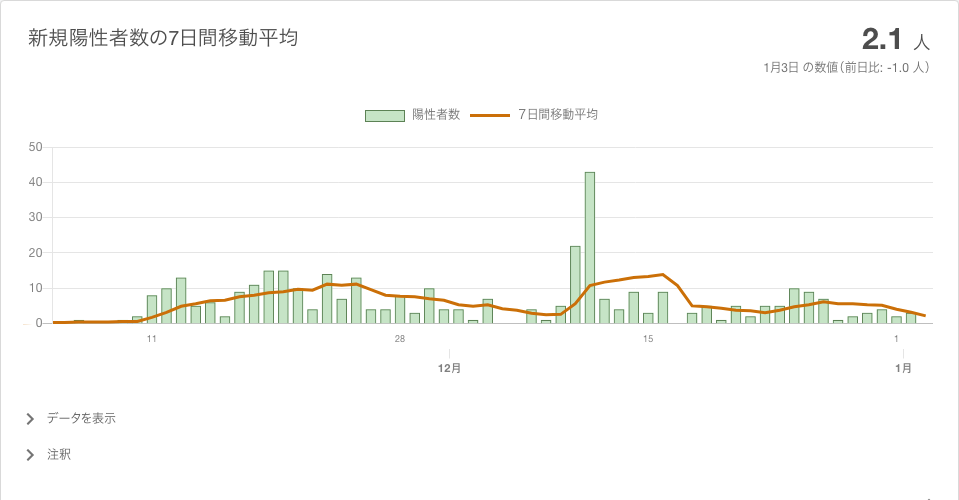 新規陽性者数の7日間移動平均
2.1 人
1月3日 の数値（前日比: -1.0 人）
陽性者数 7日間移動平均
50
40
30
20
10
0
11 28 15 1
12月 1月
データを表示
注釈